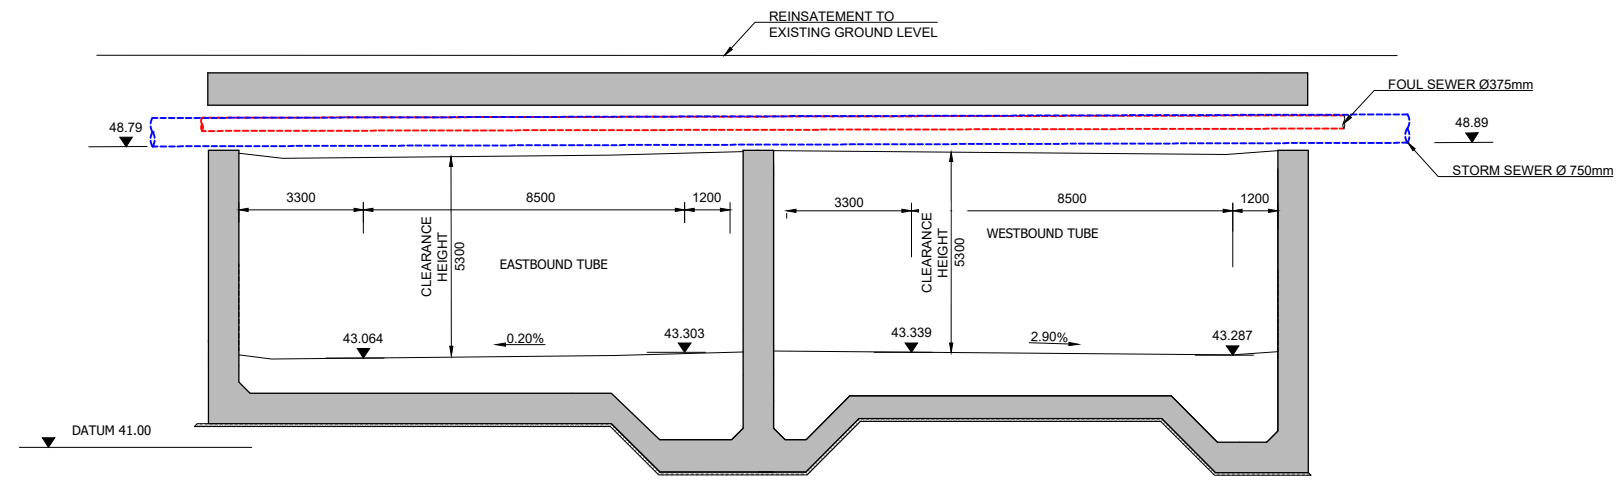 REINSATEMENT TO
EXISTING GROUND LEVEL
FOUL SEWER Ø375mm
48.79
48.89
STORM SEWER Ø 750mm
3300
8500
1200
3300
8500
1200
CLEARANCE
HEIGHT
5300
CLEARANCE
HEIGHT
5300
WESTBOUND TUBE
EASTBOUND TUBE
43.064
0.20%
43.303
43.339
2.90%
43.287
DATUM 41.00